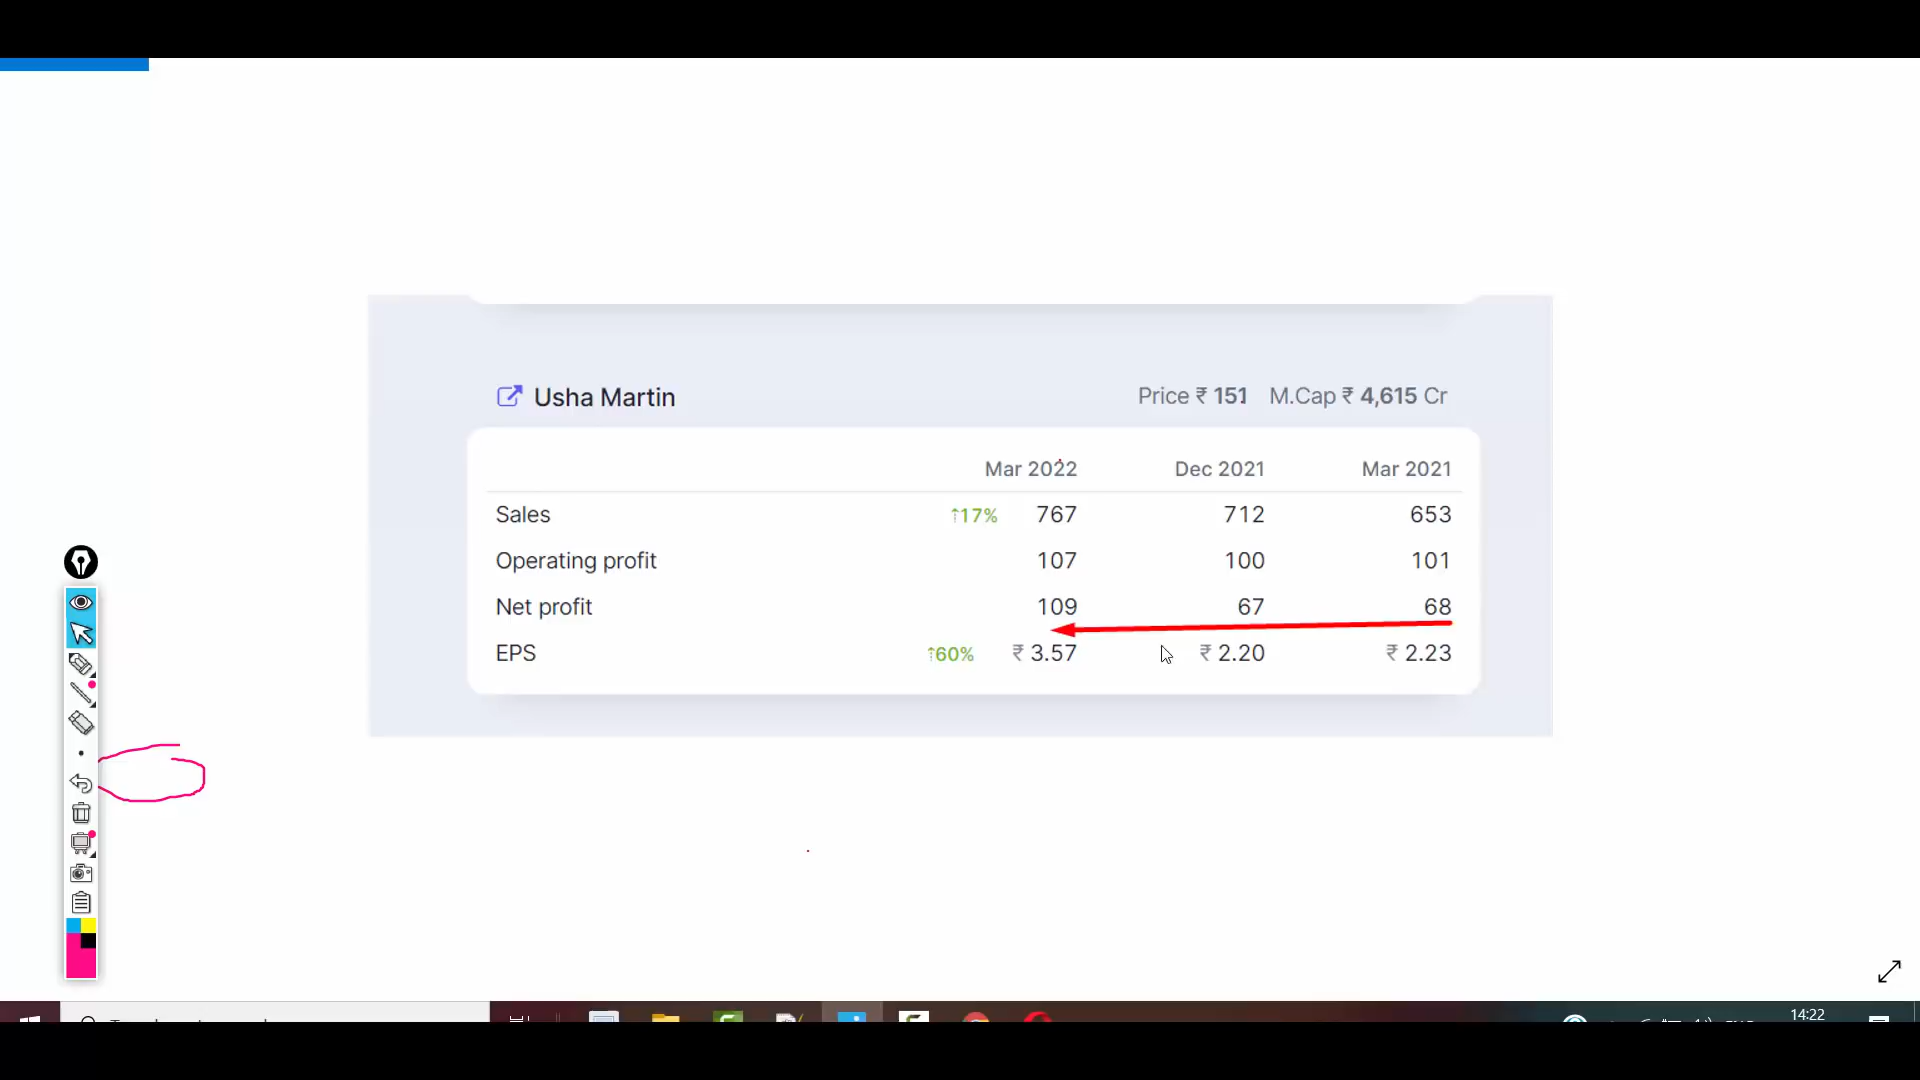 Usha Martin Price ₹ 151 M.Cap ₹ 4,615 Cr
Mar 2022 Dec 2021 Mar 2021
Sales ⇡17% 767 712 653
Operating profit 107 100 101
Net profit 109 67 68
EPS ⇡60% ₹ 3.57 ₹ 2.20 ₹ 2.23
14:22